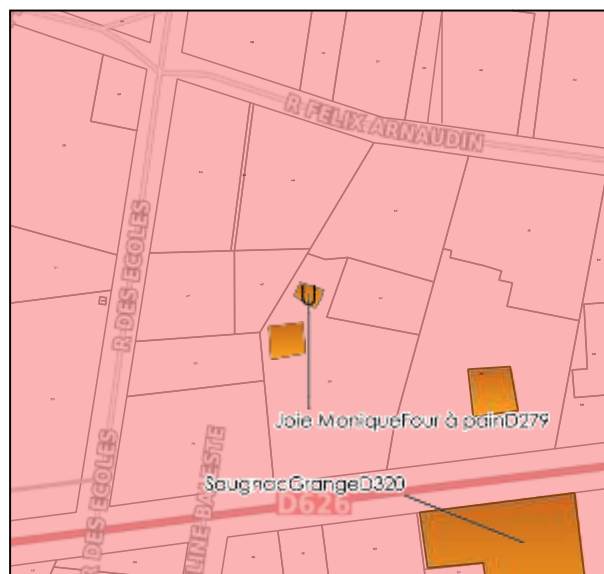 R FELIX ARNAUDIN
R DES ECOLES
U
Joie MoniqueFour à painD279
SaugnacGrangeD320
D626
R DES ECOLES